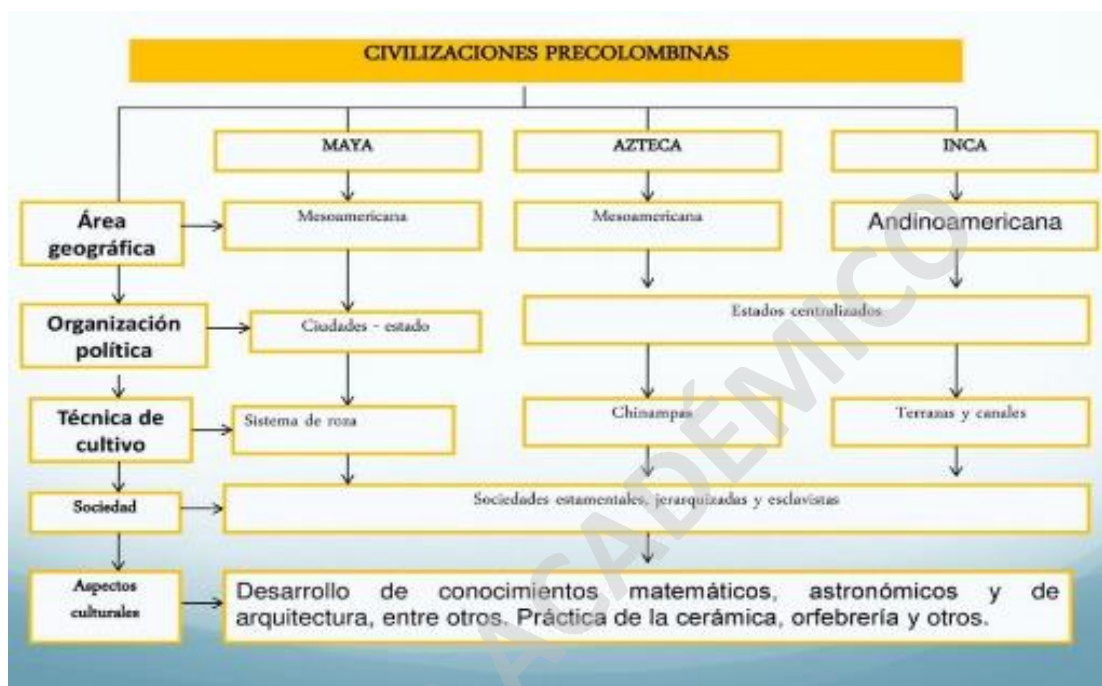 CIVILIZACIONES PRECOLOMBINAS
MAYA
AZTECA
INCA
Área
geográfica
Mesoamericana
Mesoamericana
Andinoamericana
Organización
política
Ciudades - estado
Estados centralizados
Técnica de
cultivo
Sistema de roza
Chinampas
Terrazas y canales
Sociedad
Sociedades estamentales, jerarquizadas y esclavistas
Aspectos
culturales
Desarrollo de conocimientos matemáticos, astronómicos y de
arquitectura, entre otros. Práctica de la cerámica, orfebrería y otros.
ACADÉMICO